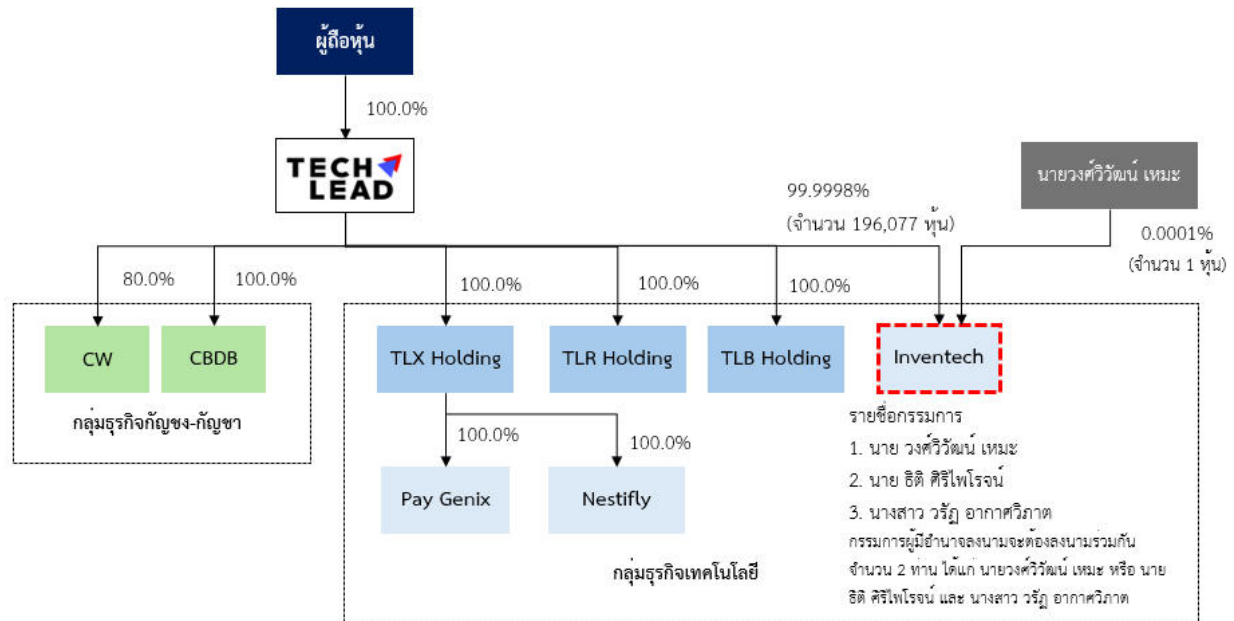 ผู้ถือหุ้น
100.0%
TECH
LEAD
นายวงศ์วิวัฒน์ เหมะ
99.9998%
(จำนวน 196,077 หุ้น)
0.0001%
(จำนวน 1 หุ้น)
80.0%
100.0%
100.0%
100.0%
100.0%
CW
CBDB
TLX Holding
TLR Holding
TLB Holding
Inventech
กลุ่มธุรกิจกัญชง-กัญชา
100.0%
100.0%
Pay Genix
Nestifly
รายชื่อกรรมการ
1. นาย วงศ์วิวัฒน์ เหมะ
2. นาย ธิติ ศิริไพโรจน์
3. นางสาว วรัฏ อากาศวิภาต
กรรมการผู้มีอำนาจลงนามจะต้องลงนามร่วมกัน
จำนวน 2 ท่าน ได้แก่ นายวงศ์วิวัฒน์ เหมะ หรือ นาย
ธิติ ศิริไพโรจน์ และ นางสาว วรัฏ อากาศวิภาต
กลุ่มธุรกิจเทคโนโลยี